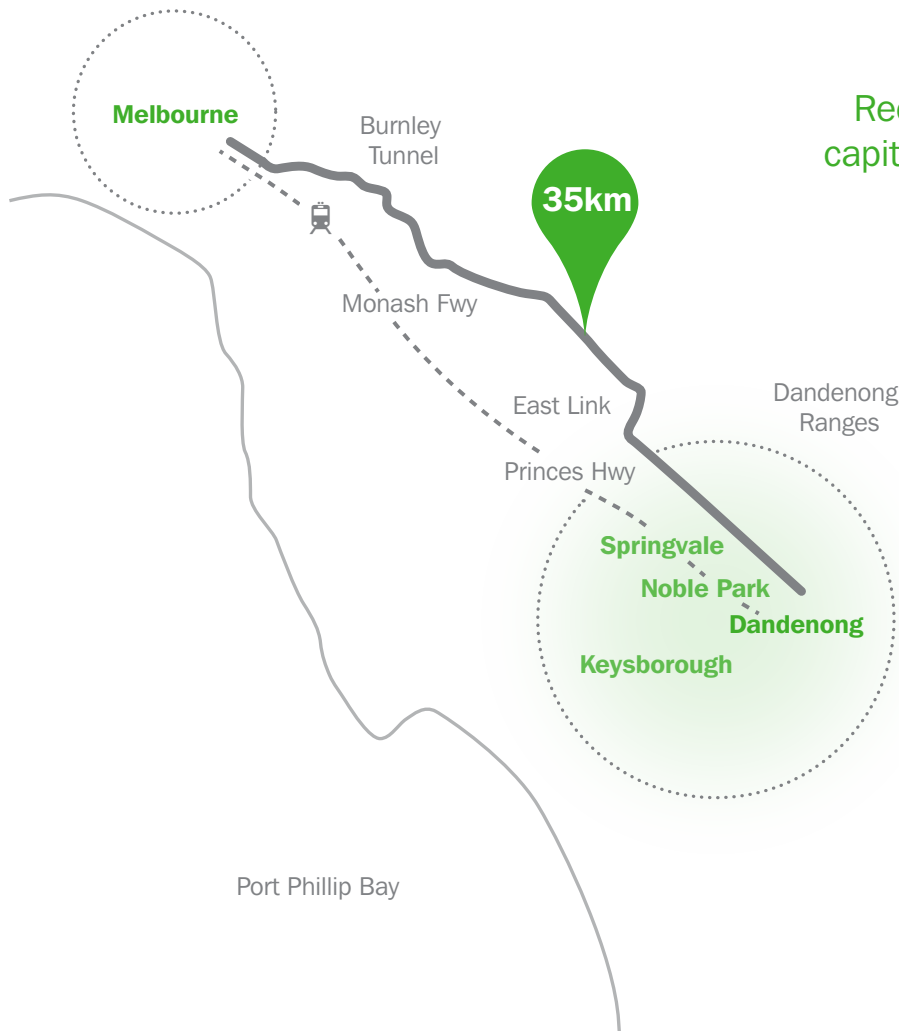 Melbourne
Burnley
Tunnel
35km
Monash Fwy
East Link
Dandenong
Ranges
Princes Hwy
Springvale
Noble Park
Dandenong
Keysborough
Port Phillip Bay